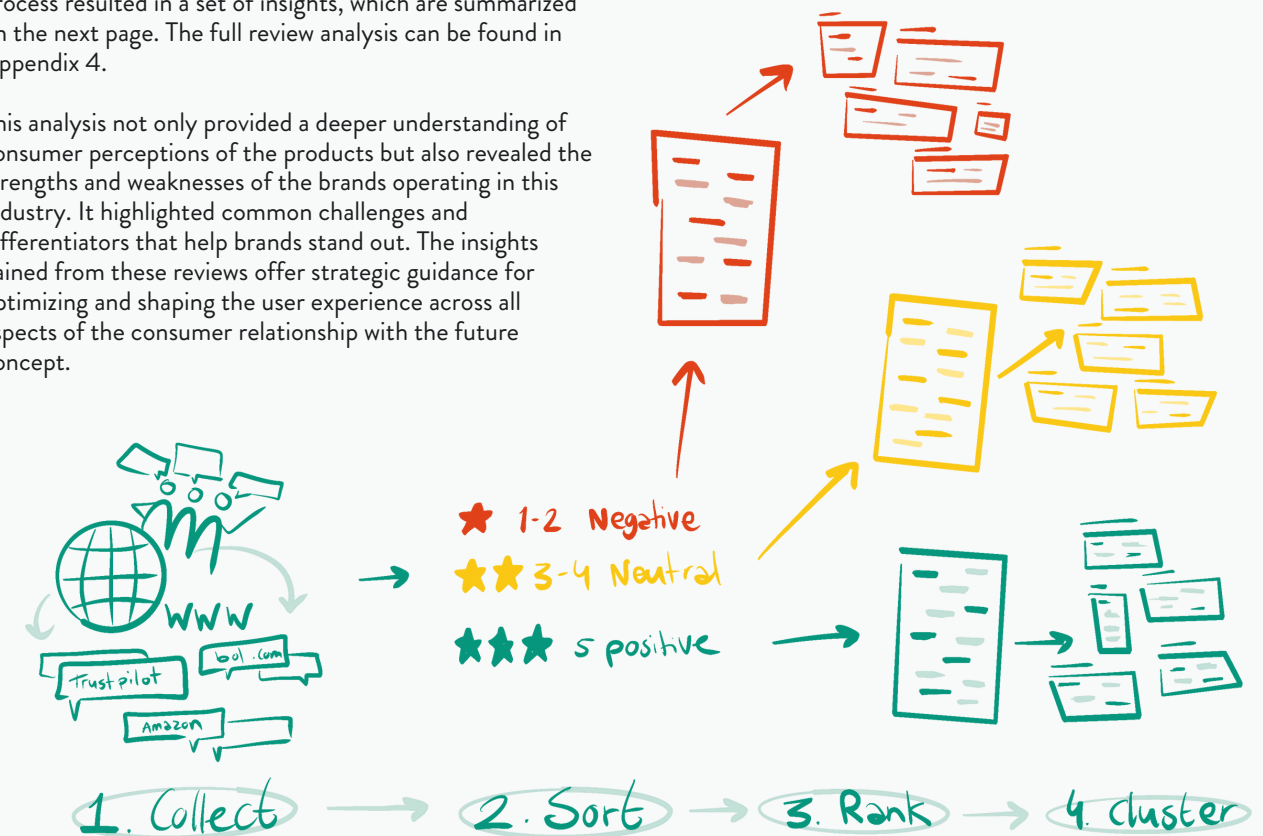 rocess resulted in a set of insights, which are summarized
n the next page. The full review analysis can be found in
ppendix 4.
his analysis not only provided a deeper understanding of
onsumer perceptions of the products but also revealed the
rengths and weaknesses of the brands operating in this
dustry. It highlighted common challenges and
fferentiators that help brands stand out. The insights
ained from these reviews offer strategic guidance for
ptimizing and shaping the user experience across all
spects of the consumer relationship with the future
oncept.
m
www
bol.com
Trustpilot
Amazon
1-2 Negative
3-4 Neutral
5 positive
1. Collect
2. Sort
3. Rank
4. cluster